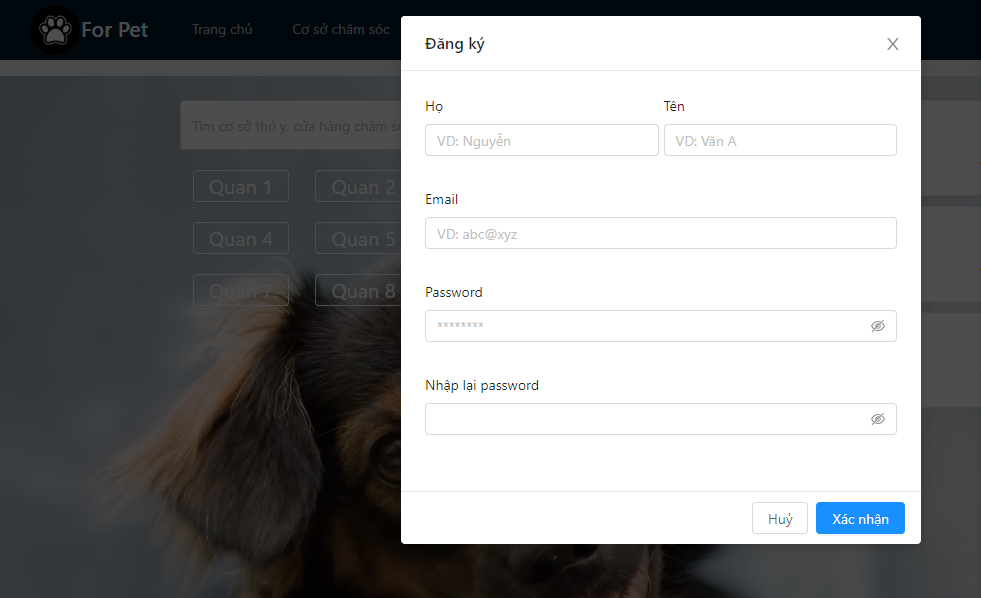 For Pet Trang chủ Cơ sở chăm sóc
Tìm cơ sở thú y, cửa hàng chăm
Quan 1 Quan 2
Quan 4 Quan 5
Quan 7 Quan 8
Đăng ký
Họ Tên
VD: Nguyễn VD: Văn A
Email
VD: abc@xyz
Password
********
Nhập lại password
Huỷ Xác nhận